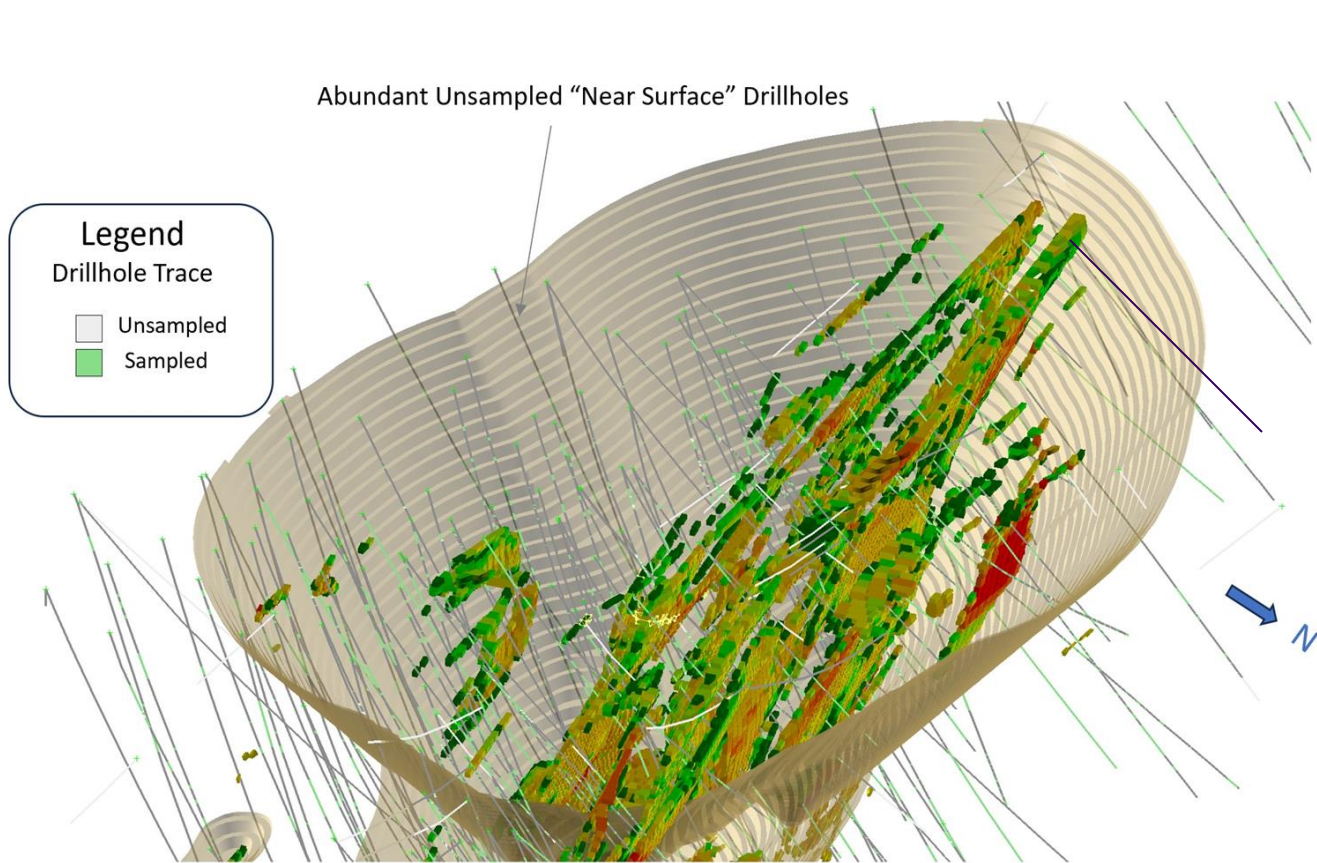 Abundant Unsampled “Near Surface” Drillholes
Legend
Drillhole Trace
Unsampled
Sampled
N